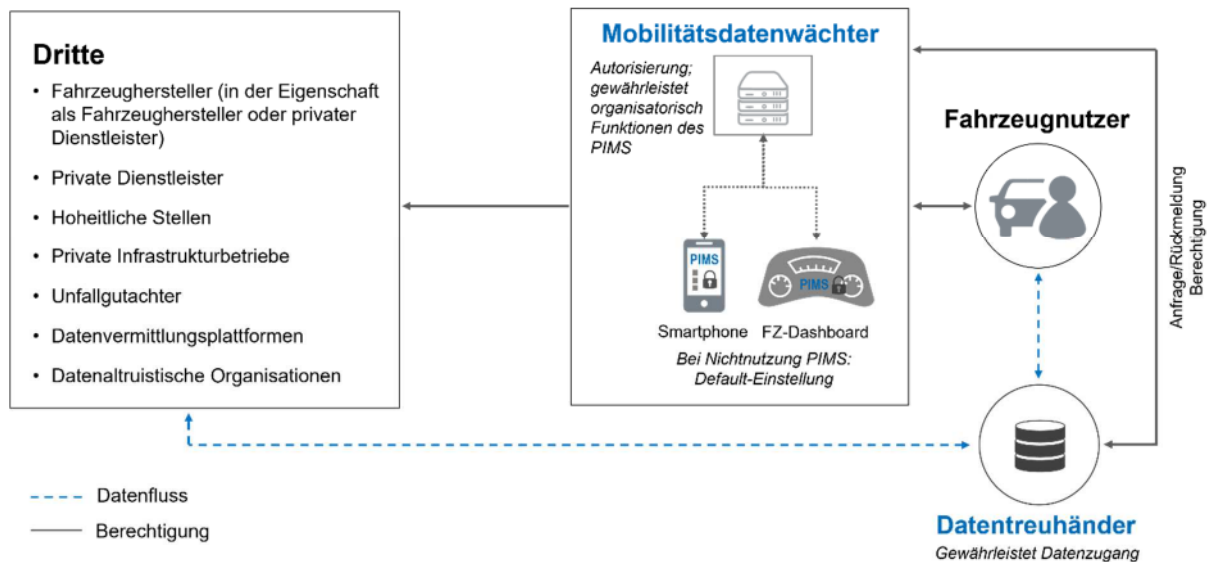 Dritte
• Fahrzeughersteller (in der Eigenschaft
als Fahrzeughersteller oder privater
Dienstleister)
• Private Dienstleister
• Hoheitliche Stellen
• Private Infrastrukturbetriebe
• Unfallgutachter
• Datenvermittlungsplattformen
• Datenaltruistische Organisationen
Mobilitätsdatenwächter
Autorisierung;
gewährleistet
organisatorisch
Funktionen des
PIMS
PIMS
PIMS
Smartphone
FZ-Dashboard
Bei Nichtnutzung PIMS:
Default-Einstellung
Fahrzeugnutzer
Anfrage/Rückmeldung
Berechtigung
Datentreuhänder
Gewährleistet Datenzugang
Datenfluss
Berechtigung